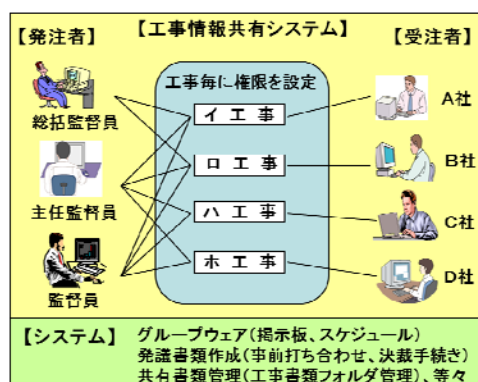 【発注者】 【工事情報共有システム】 【受注者】
工事毎に権限を設定
総括監督員
主任監督員
監督員
イ 工 事
ロ 工 事
ハ 工 事
ホ 工 事
A社
B社
C社
D社
【システム】 グループウェア(掲示板、スケジュール)
発議書類作成(事前打ち合わせ、決裁手続き)
共有書類管理(工事書類フォルダ管理)、等々